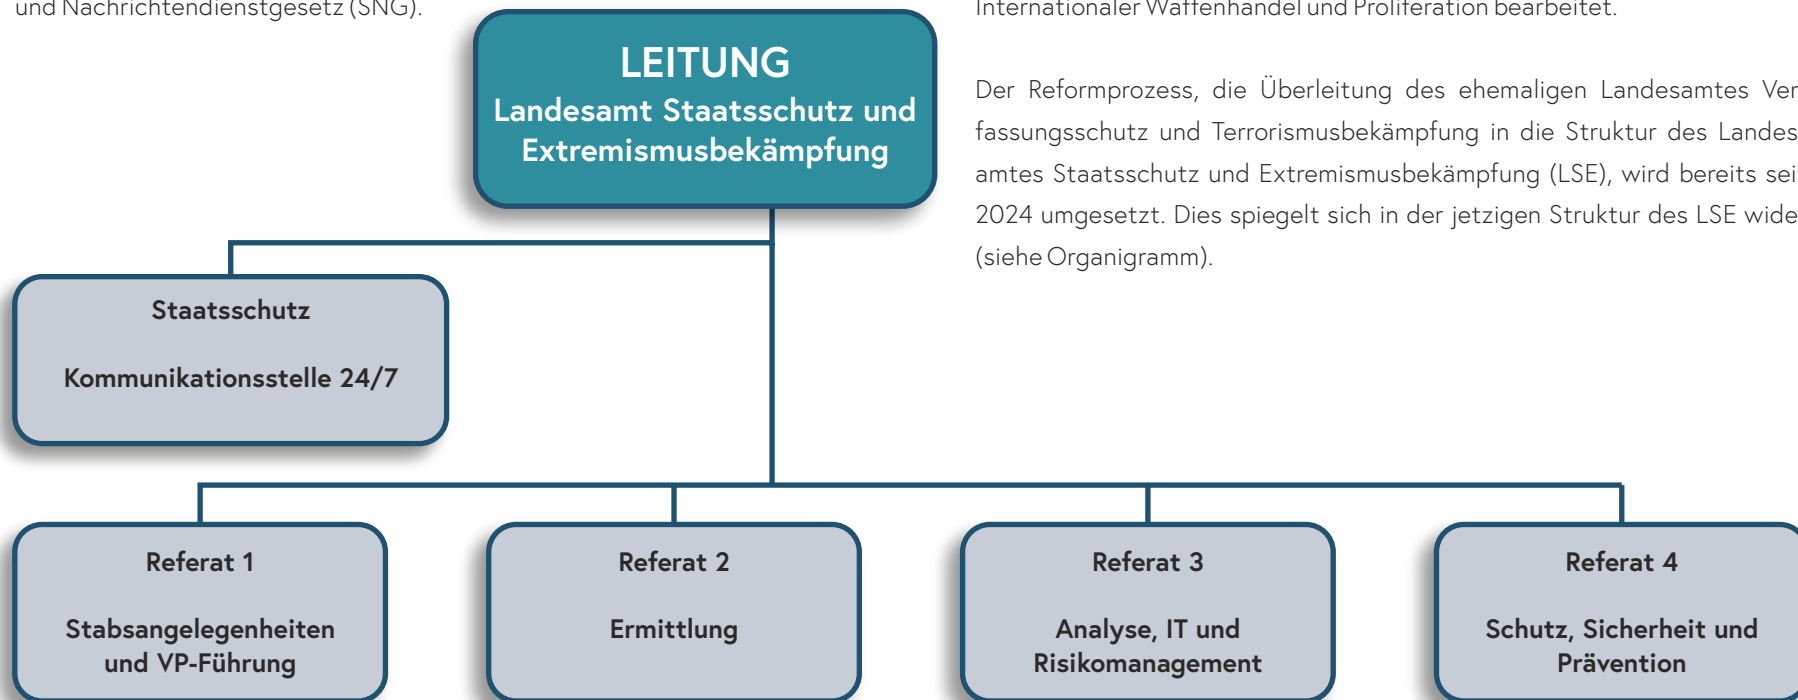 und Nachrichtendienstgesetz (SNG).
Internationaler Waffenhandel und Proliferation bearbeitet.
Der Reformprozess, die Überleitung des ehemaligen Landesamtes Ver
fassungsschutz und Terrorismusbekämpfung in die Struktur des Landes
amtes Staatsschutz und Extremismusbekämpfung (LSE), wird bereits sei
2024 umgesetzt. Dies spiegelt sich in der jetzigen Struktur des LSE wide
(siehe Organigramm).
LEITUNG
Landesamt Staatsschutz und
Extremismusbekämpfung
Staatsschutz
Kommunikationsstelle 24/7
Referat 1
Stabsangelegenheiten
und VP-Führung
Referat 2
Ermittlung
Referat 3
Analyse, IT und
Risikomanagement
Referat 4
Schutz, Sicherheit und
Prävention